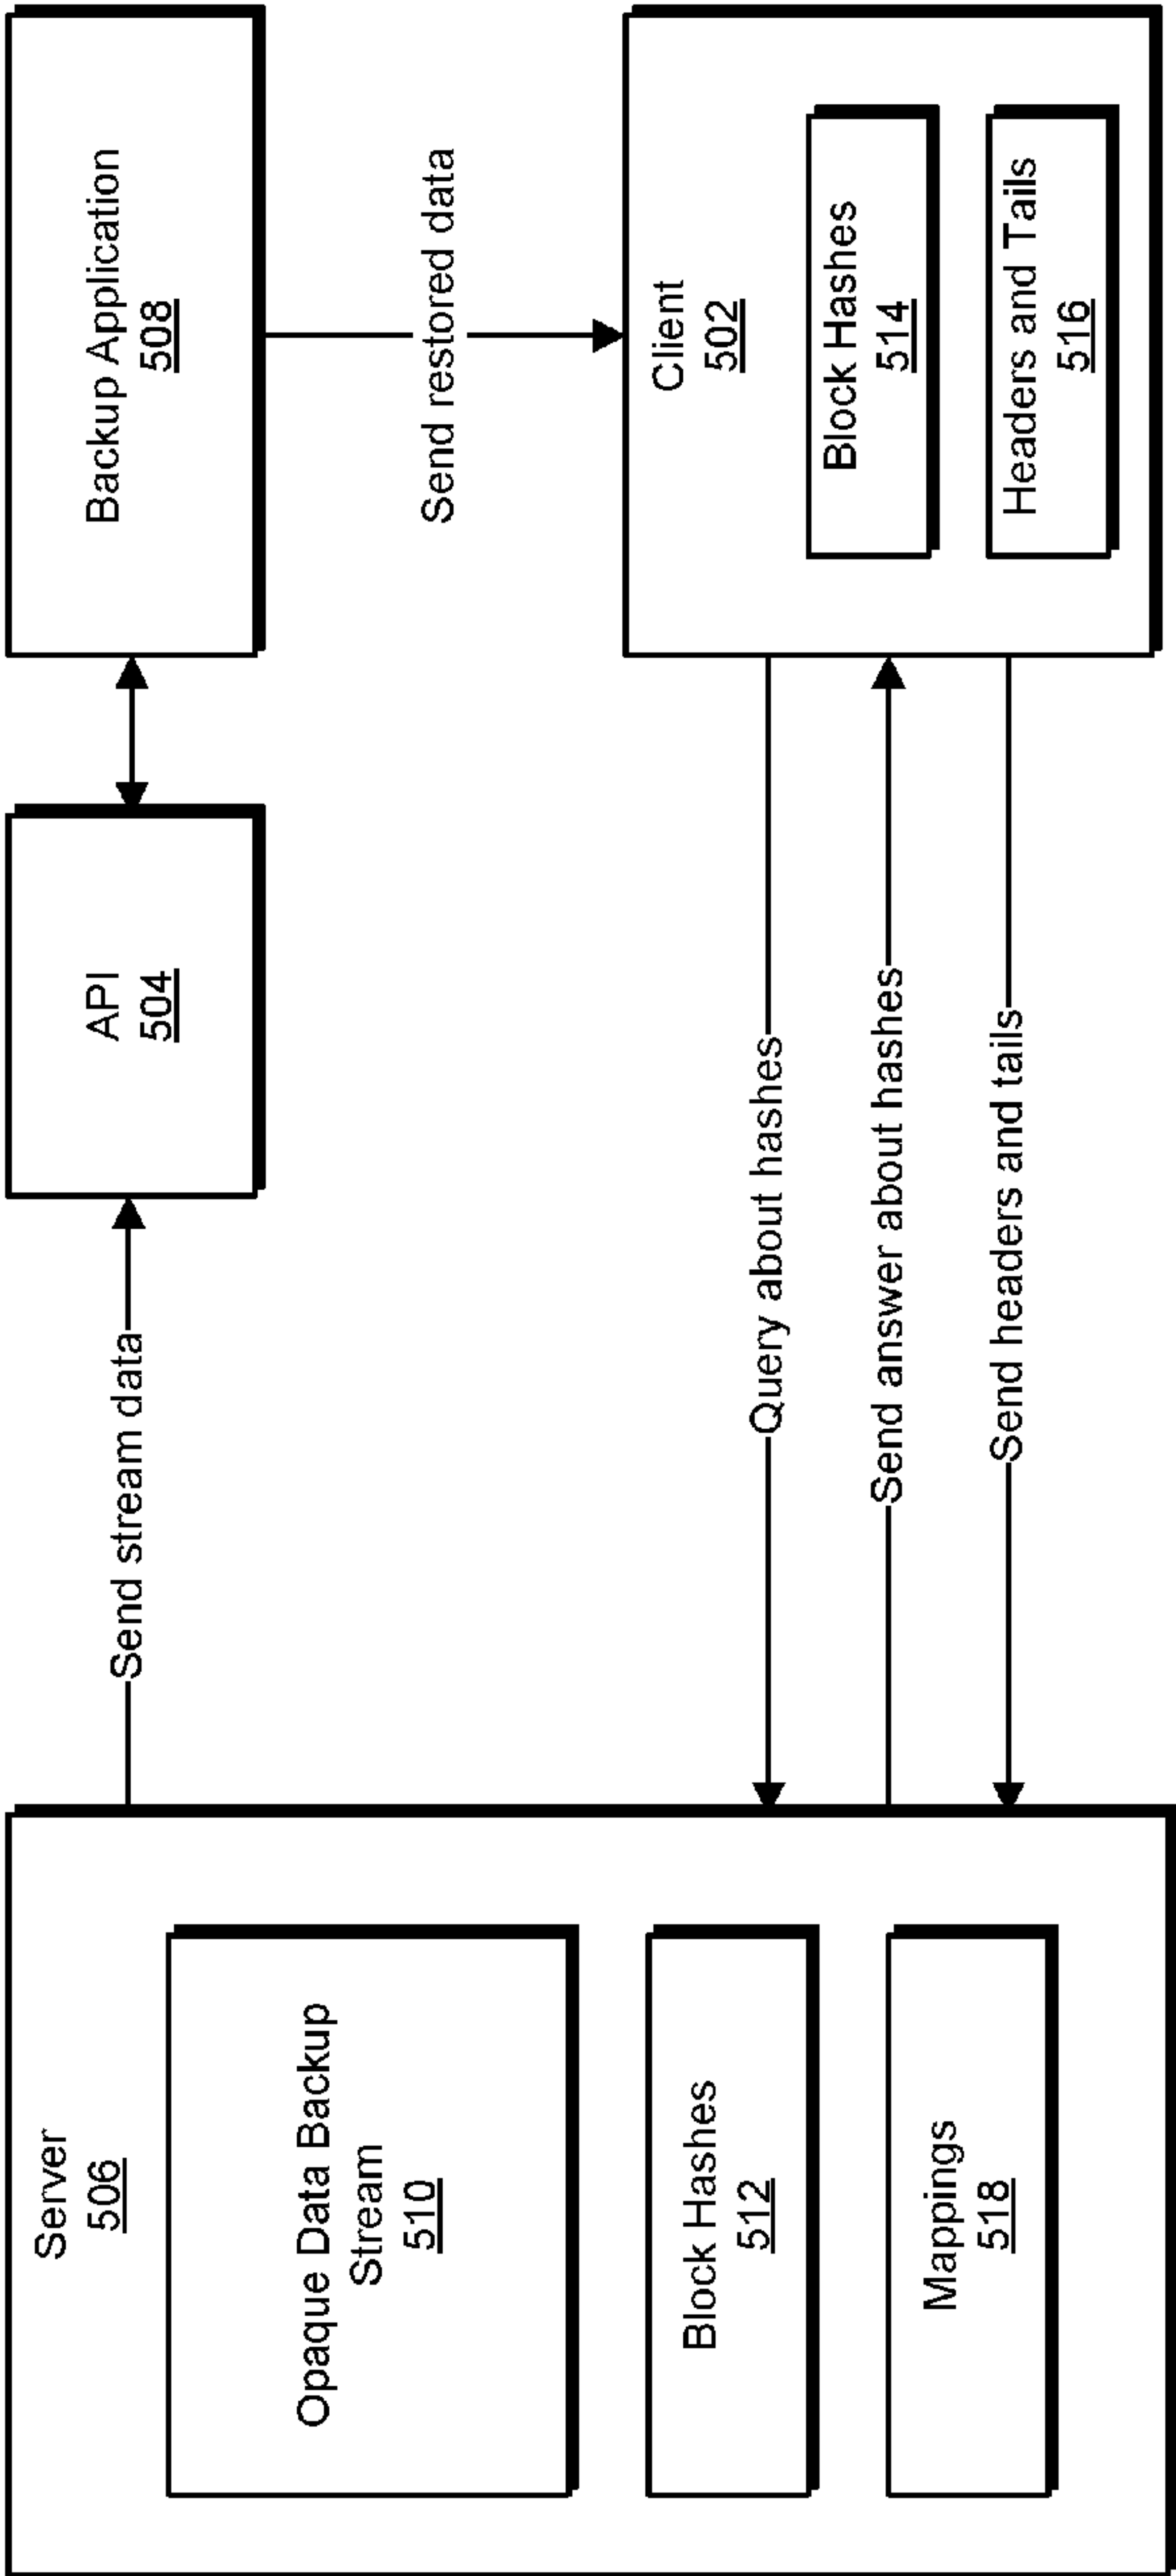 Server
506
Opaque Data Backup
Stream
510
Block Hashes
512
Mappings
518
Send stream data
API
504
Backup Application
508
Send restored data
Query about hashes
Send answer about hashes
Send headers and tails
Client
502
Block Hashes
514
Headers and Tails
516